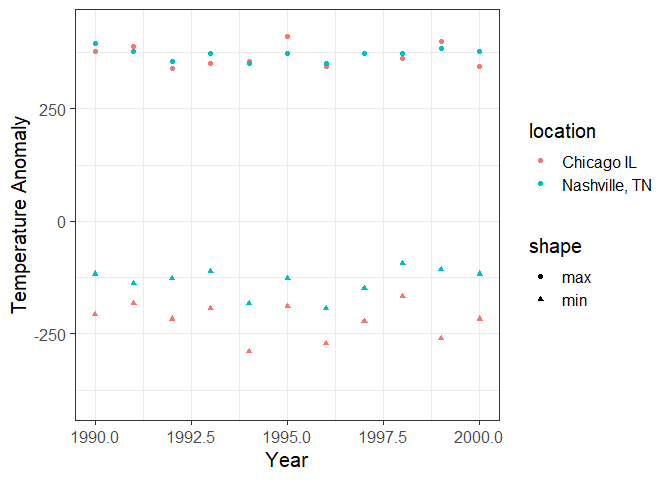 250
0
-250
Temperature Anomaly
1990.0 1992.5 1995.0 1997.5 2000.0
Year
location
Chicago IL
Nashville, TN
shape
max
min